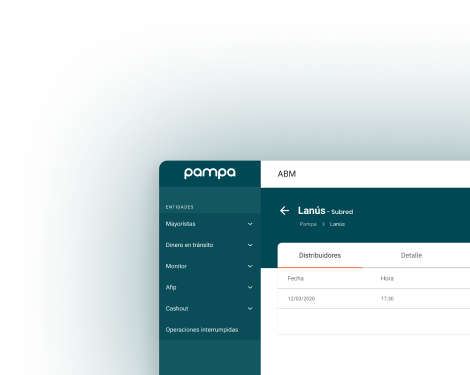 pampa
ABM
ENTIDADES
Mayoristas
Dinero en tránsito
Monitor
Afip
Cashout
Operaciones interrumpidas
Lanús - Subred
Pampa > Lanús
Distribuidores Detalle
Fecha Hora
12/03/2020 17:36